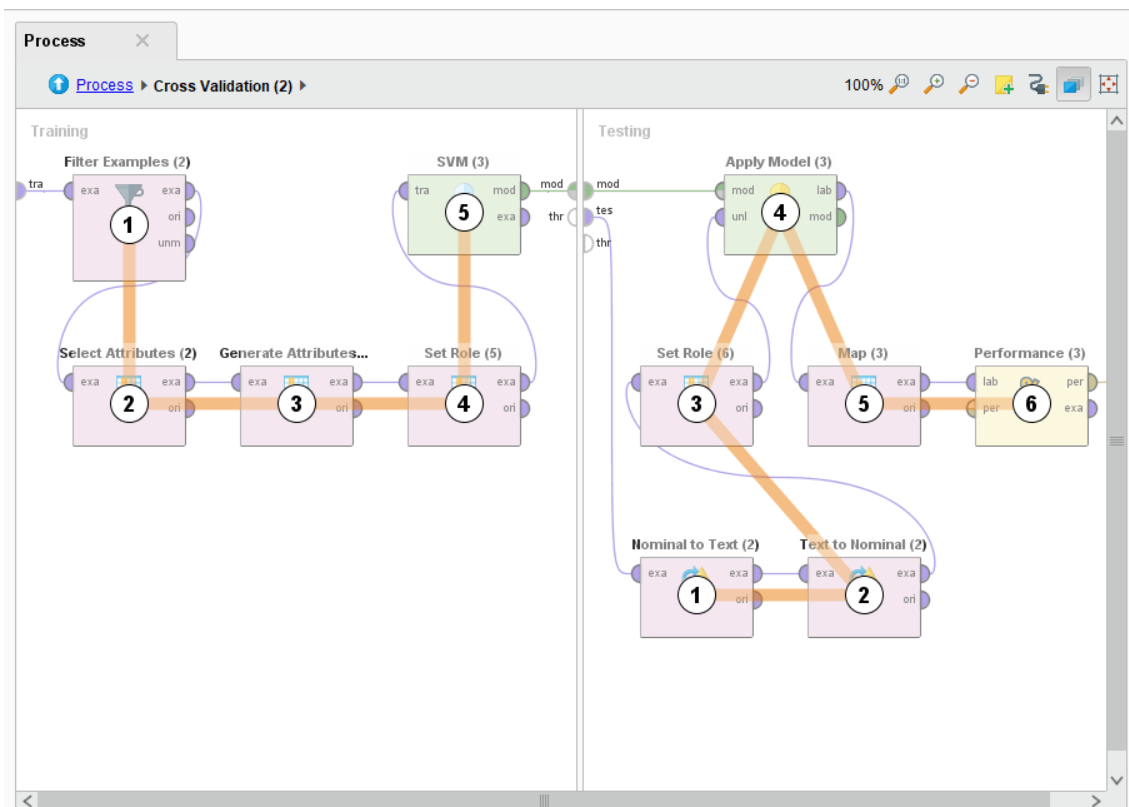 Process
Process Cross Validation (2)
100%
Training
Testing
Filter Examples (2)
SVM (3)
Apply Model (3)
tra
exa
exa
ori
unm
1
tra
mod
exa
5
mod
thr
mod
tes
thr
mod
unl
lab
mod
4
Select Attributes (2)
Generate Attributes...
Set Role (5)
Set Role (6)
Map (3)
Performance (3)
exa
exa
ori
2
exa
exa
ori
3
exa
exa
ori
4
exa
exa
ori
3
exa
exa
ori
5
lab
per
per
exa
6
Nominal to Text (2)
Text to Nominal (2)
exa
exa
ori
1
exa
exa
ori
2